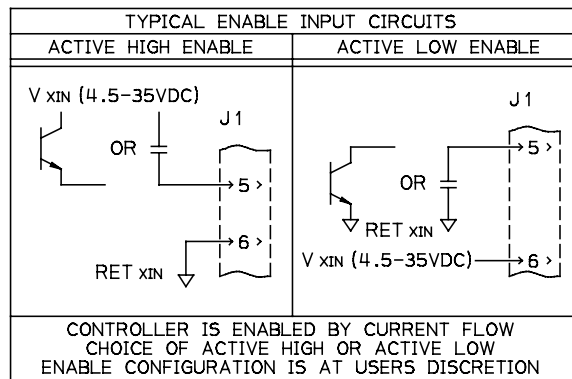 TYPICAL ENABLE INPUT CIRCUITS
ACTIVE HIGH ENABLE
ACTIVE LOW ENABLE
V XIN (4.5-35VDC)
J1
OR
5
6
RET XIN
J1
5
OR
RET XIN
V XIN (4.5-35VDC)
6
CONTROLLER IS ENABLED BY CURRENT FLOW
CHOICE OF ACTIVE HIGH OR ACTIVE LOW
ENABLE CONFIGURATION IS AT USERS DISCRETION